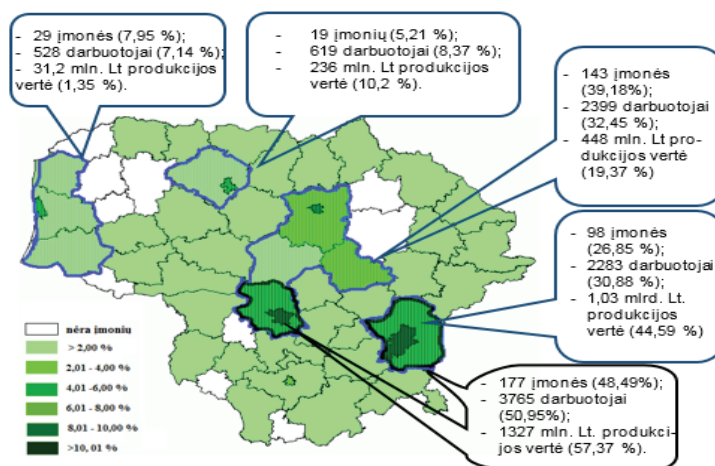 - 29 įmonės (7,95 %);
- 528 darbuotojai (7,14 %);
- 31,2 mln. Lt produkcijos
vertė (1,35 %).
- 19 įmonių (5,21 %);
- 619 darbuotojai (8,37 %);
- 236 mln. Lt produkcijos
vertė (10,2 %).
- 143 įmonės
(39,18%);
- 2399 darbuotojai
(32,45 %);
- 448 mln. Lt pro-
dukcijos vertė
(19,37 %)
- 98 įmonės
(26,85 %);
- 2283 darbuotojai
(30,88 %);
- 1,03 mlrd. Lt.
produkcijos
vertė (44,59 %)
- 177 įmonės (48,49%);
- 3765 darbuotojai
(50,95%);
- 1327 mln. Lt. produkci-
jos vertė (57,37 %)
nėra įmonių
> 2,00 %
2,01 - 4,00 %
4,01 -6,00 %
6,01 - 8,00 %
8,01 - 10,00 %
>10, 01 %